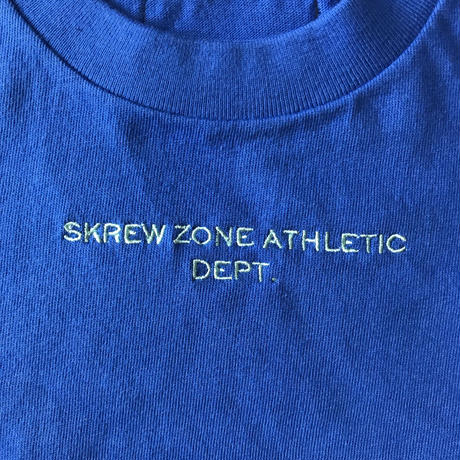 SKREW ZONE ATHLETIC
DEPT.